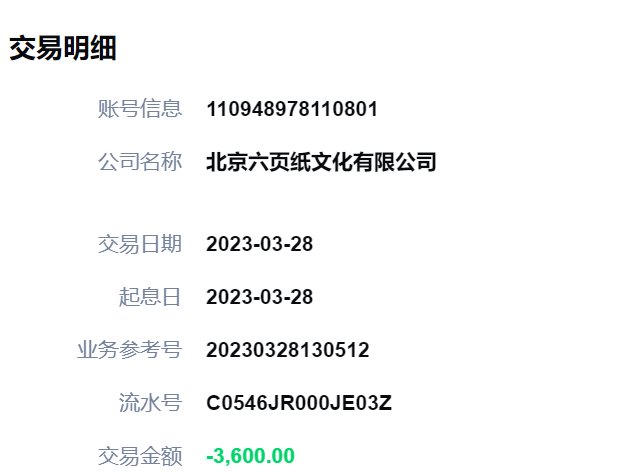 交易明细
账号信息 110948978110801
公司名称 北京六页纸文化有限公司
交易日期 2023-03-28
起息日 2023-03-28
业务参考号 20230328130512
流水号 C0546JR000JE03Z
交易金额 -3,600.00